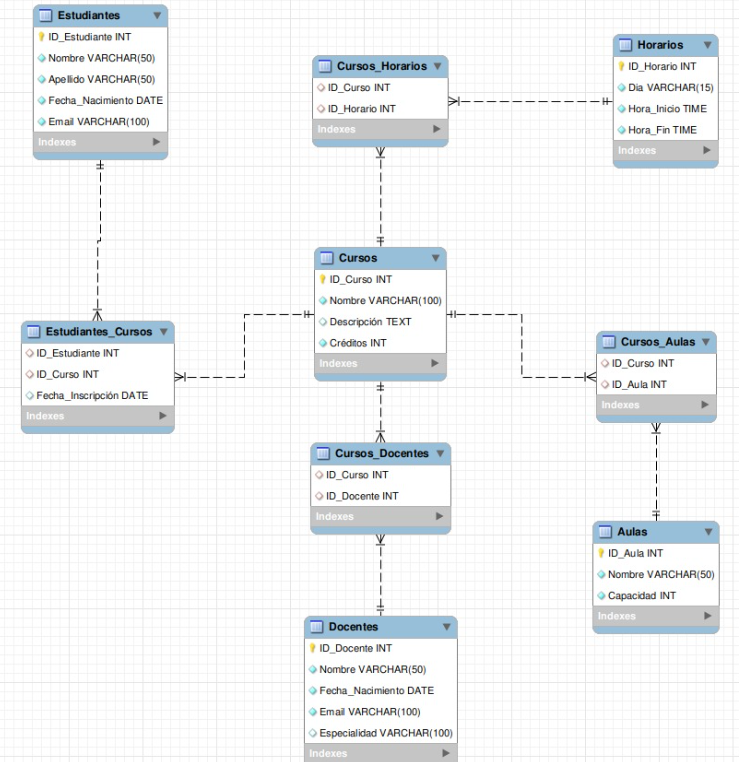 Estudiantes
ID_Estudiante INT
Nombre VARCHAR(50)
Apellido VARCHAR(50)
Fecha_Nacimiento DATE
Email VARCHAR(100)
Indexes
Cursos_Horarios
ID_Curso INT
ID_Horario INT
Indexes
Horarios
ID_Horario INT
Dia VARCHAR(15)
Hora_Inicio TIME
Hora_Fin TIME
Indexes
Cursos
ID_Curso INT
Nombre VARCHAR(100)
Descripción TEXT
Créditos INT
Indexes
Estudiantes_Cursos
ID_Estudiante INT
ID_Curso INT
Fecha_Inscripción DATE
Indexes
Cursos_Aulas
ID_Curso INT
ID_Aula INT
Indexes
Cursos_Docentes
ID_Curso INT
ID_Docente INT
Indexes
Aulas
ID_Aula INT
Nombre VARCHAR(50)
Capacidad INT
Indexes
Docentes
ID_Docente INT
Nombre VARCHAR(50)
Fecha_Nacimiento DATE
Email VARCHAR(100)
Especialidad VARCHAR(100)
Indexes